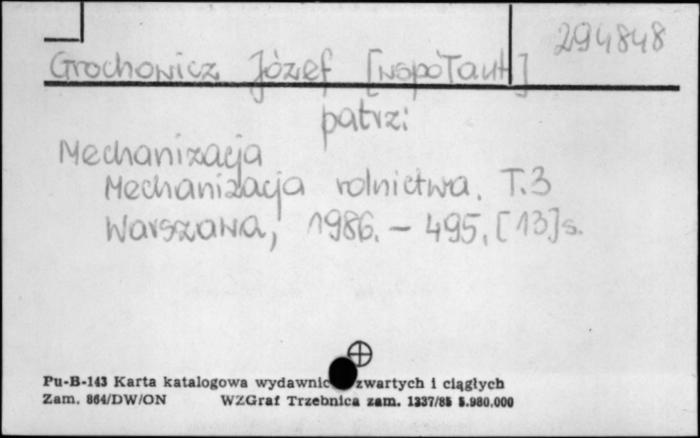 294848
Grochowicz Józef [współaut]
patrz:
Mechanizacja
Mechanizacja rolnictwa. T.3
Warszawa, 1986. – 495, [13]s.
Pu-B-143 Karta katalogowa wydawnic zwartych i ciągłych
Zam. 864/DW/ON WZGraf Trzebnica zam. 1337/85 5.980.000